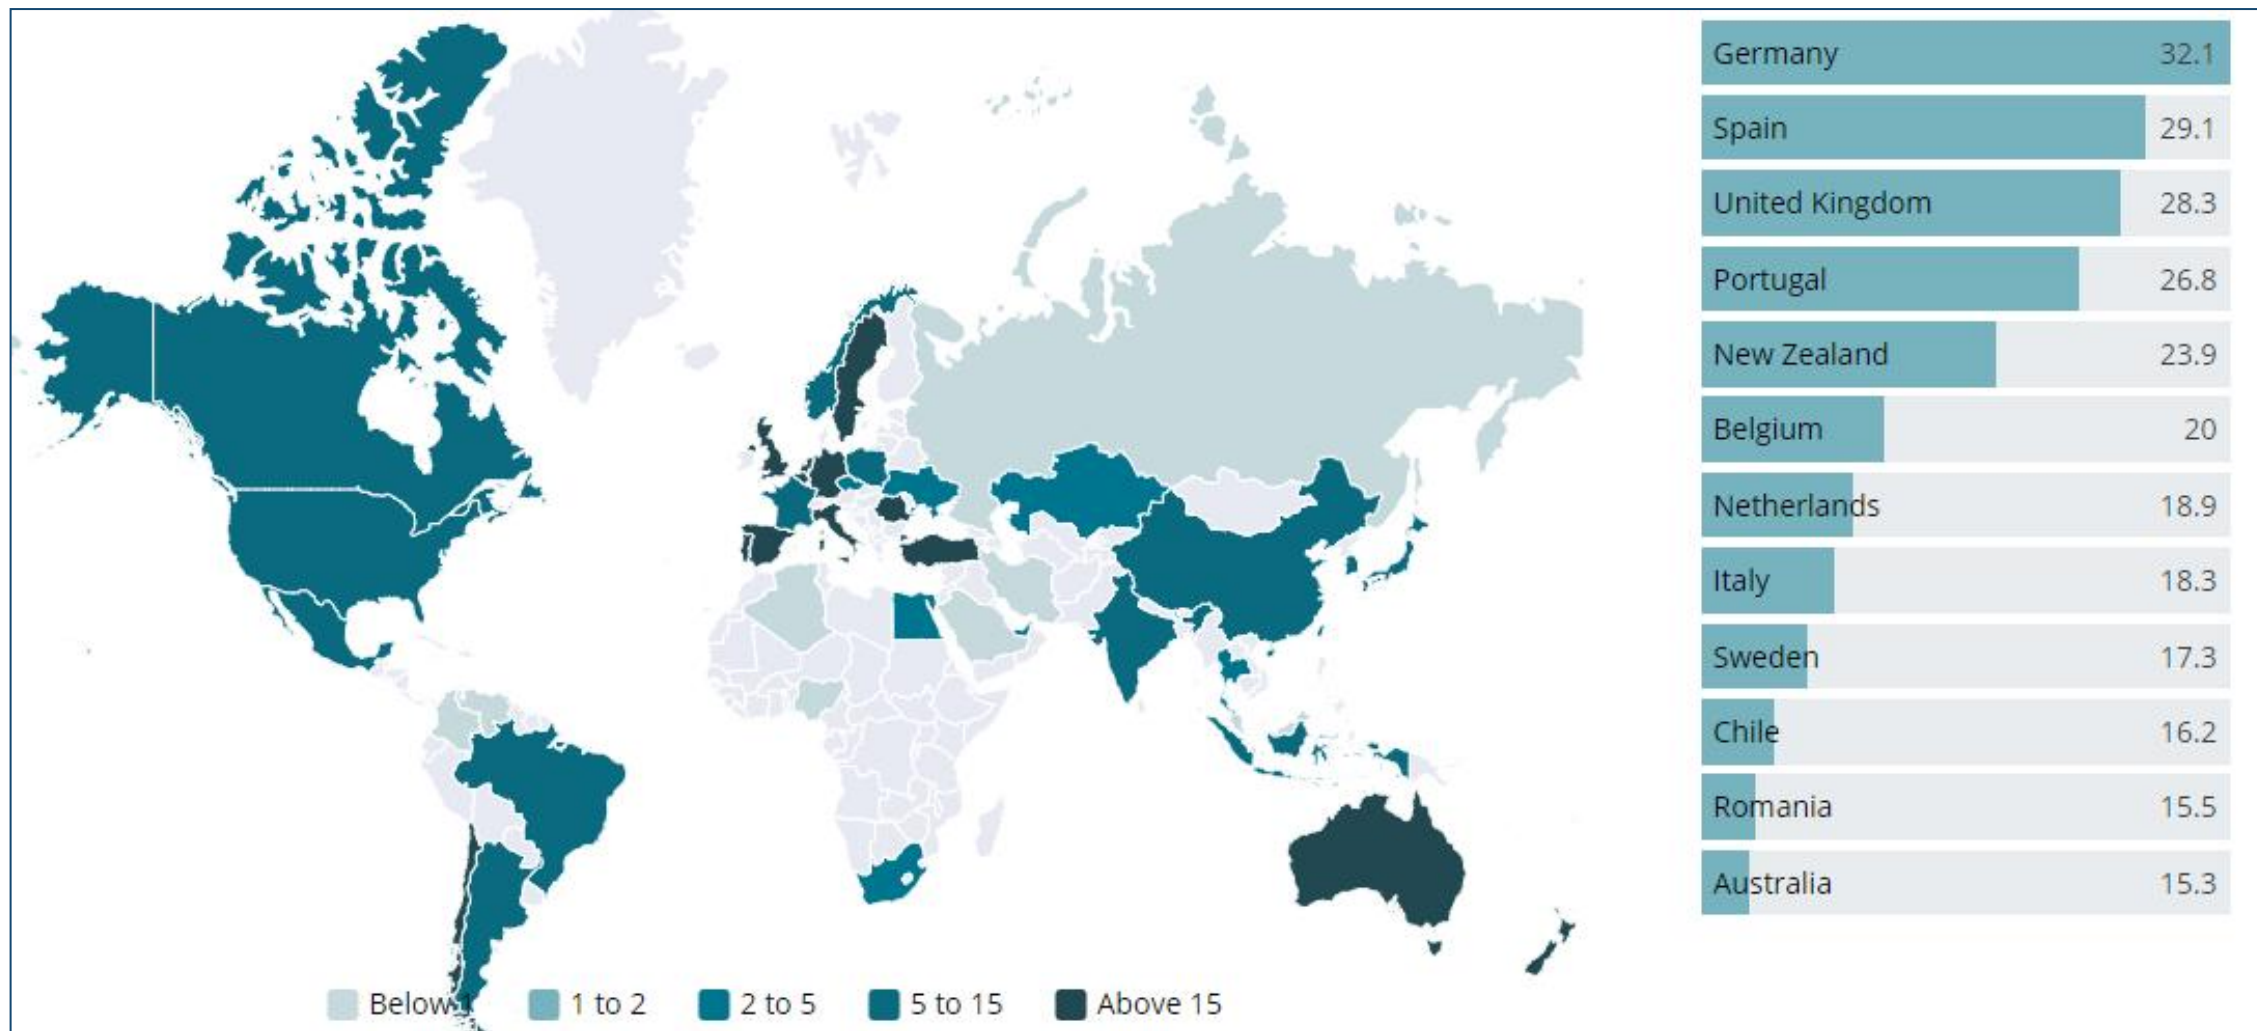 Germany 32.1
Spain 29.1
United Kingdom 28.3
Portugal 26.8
New Zealand 23.9
Belgium 20
Netherlands 18.9
Italy 18.3
Sweden 17.3
Chile 16.2
Romania 15.5
Australia 15.3
Below 1 1 to 2 2 to 5 5 to 15 Above 15